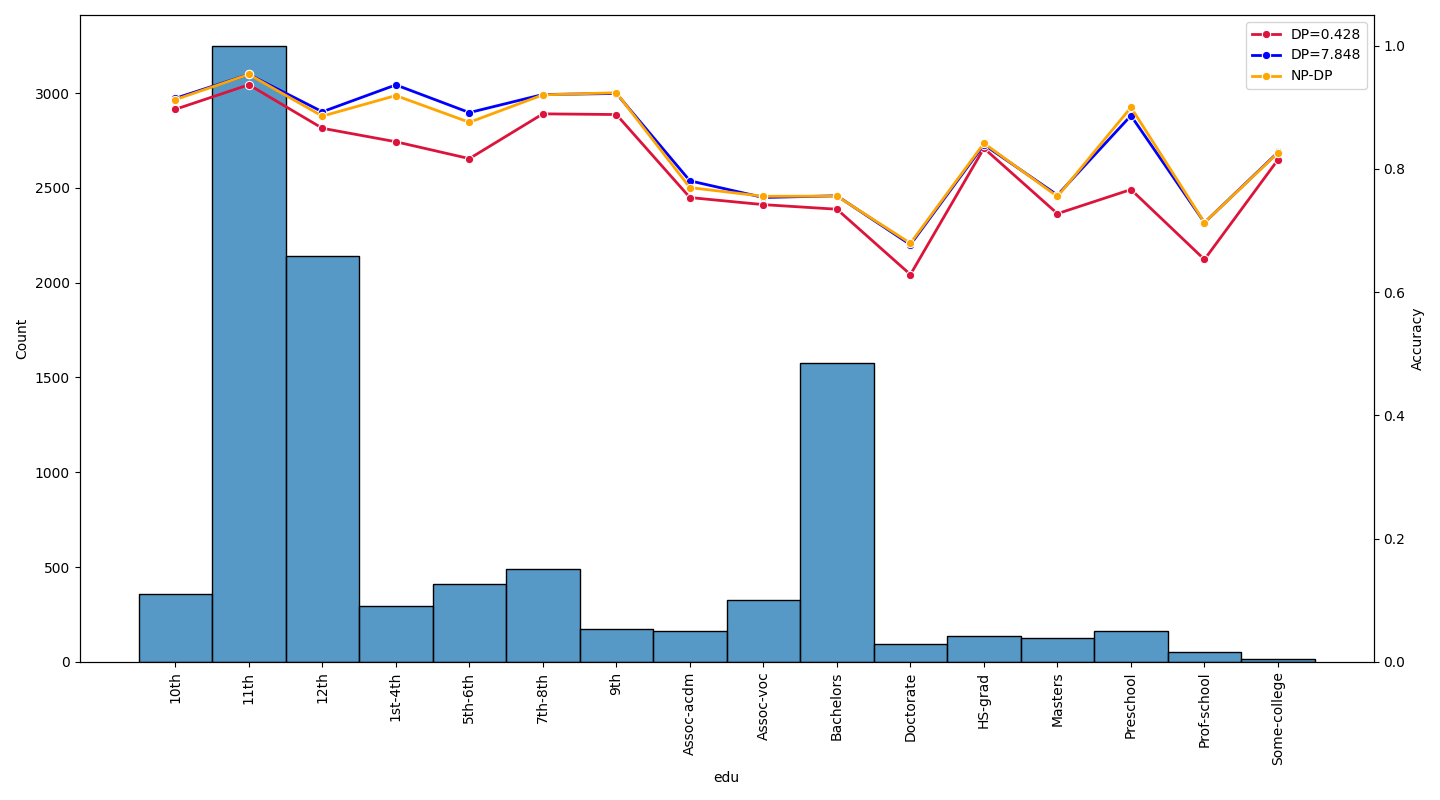 DP=0.428
DP=7.848
NP-DP
Count
3000
2500
2000
1500
1000
500
0
Accuracy
1.0
0.8
0.6
0.4
0.2
0.0
10th
11th
12th
1st-4th
5th-6th
7th-8th
9th
Assoc-acdm
Assoc-voc
Bachelors
Doctorate
HS-grad
Masters
Preschool
Prof-school
Some-college
edu